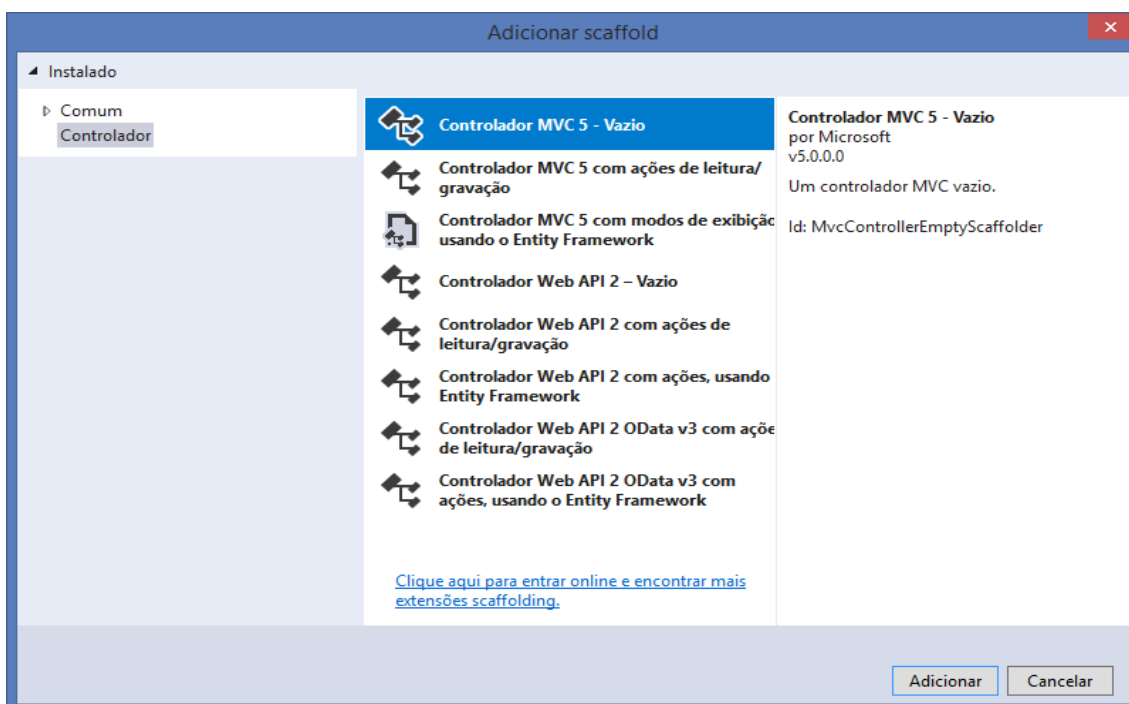 Adicionar scaffold
Instalado
Comum
Controlador
Controlador MVC 5 - Vazio
Controlador MVC 5 com ações de leitura/
gravação
Controlador MVC 5 com modos de exibição
usando o Entity Framework
Controlador Web API 2 – Vazio
Controlador Web API 2 com ações de
leitura/gravação
Controlador Web API 2 com ações, usando
Entity Framework
Controlador Web API 2 OData v3 com açõe
de leitura/gravação
Controlador Web API 2 OData v3 com
ações, usando o Entity Framework
Clique aqui para entrar online e encontrar mais
extensões scaffolding.
Controlador MVC 5 - Vazio
por Microsoft
v5.0.0.0
Um controlador MVC vazio.
Id: MvcControllerEmptyScaffolder
Adicionar
Cancelar